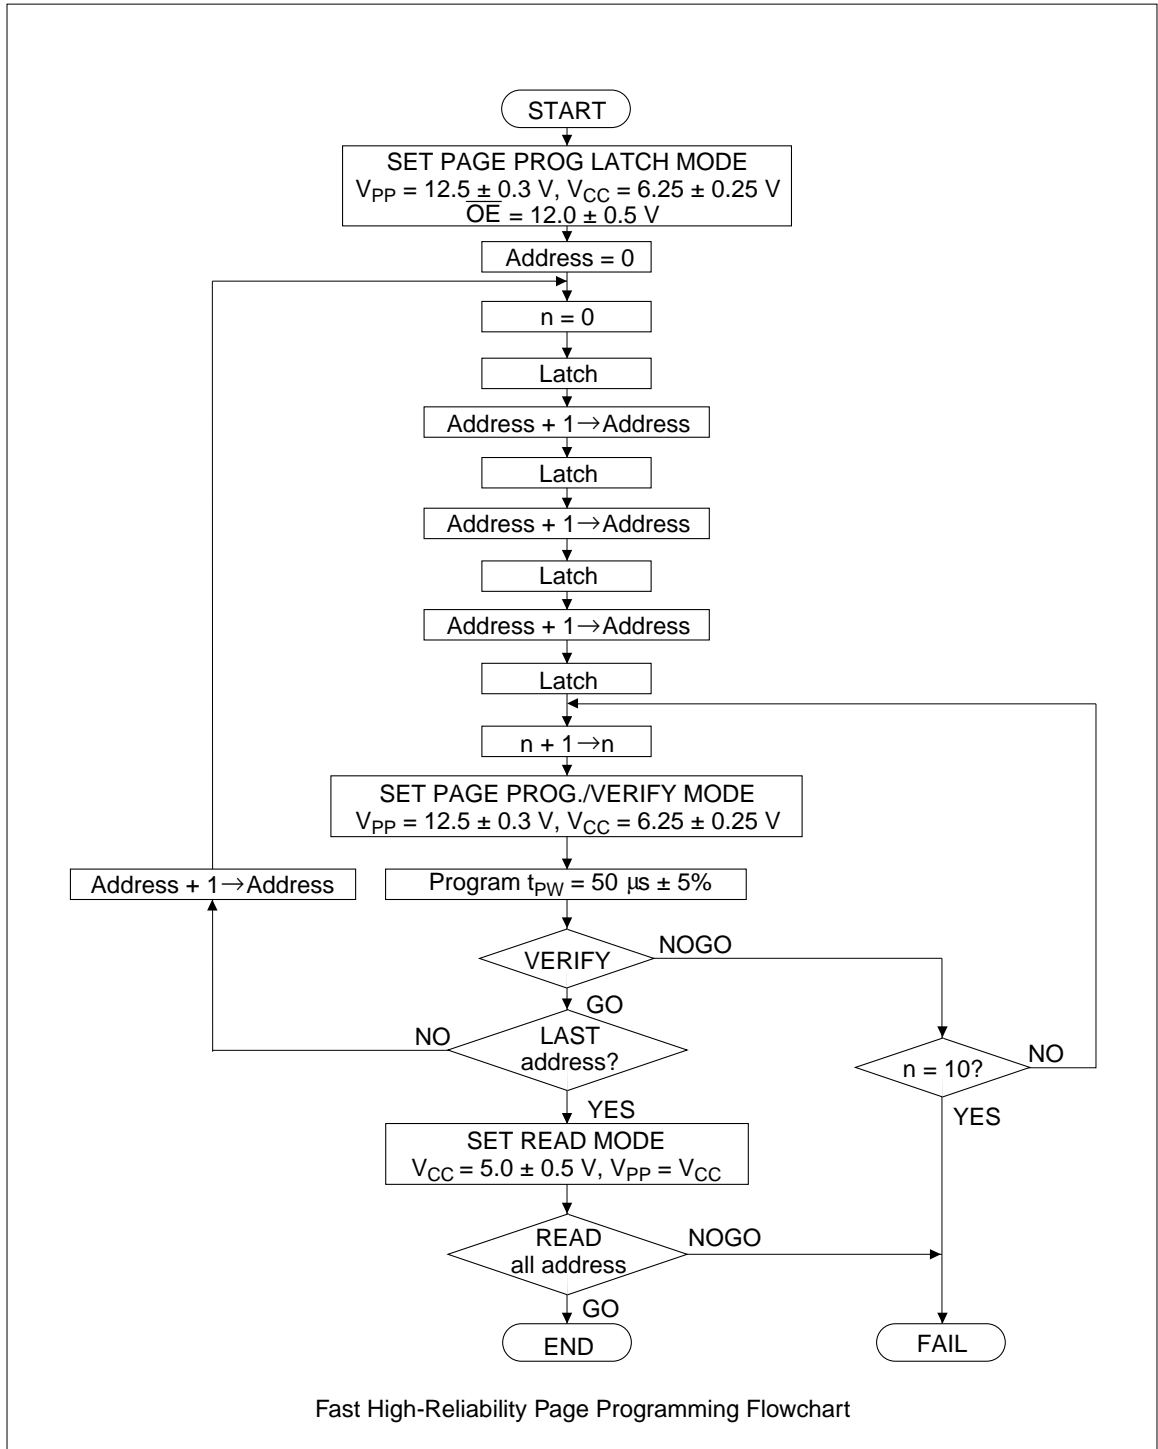 START
SET PAGE PROG LATCH MODE
VPP = 12.5 ± 0.3 V, VCC = 6.25 ± 0.25 V
O̅E̅ = 12.0 ± 0.5 V
Address = 0
n = 0
Latch
Address + 1→Address
Latch
Address + 1→Address
Latch
Address + 1→Address
Latch
n + 1→n
SET PAGE PROG./VERIFY MODE
VPP = 12.5 ± 0.3 V, VCC = 6.25 ± 0.25 V
Address + 1→Address
Program tPW = 50 µs ± 5%
VERIFY
NOGO
GO
NO
LAST
address?
n = 10?
NO
YES
YES
SET READ MODE
VCC = 5.0 ± 0.5 V, VPP = VCC
READ
all address
NOGO
GO
END
FAIL
Fast High-Reliability Page Programming Flowchart